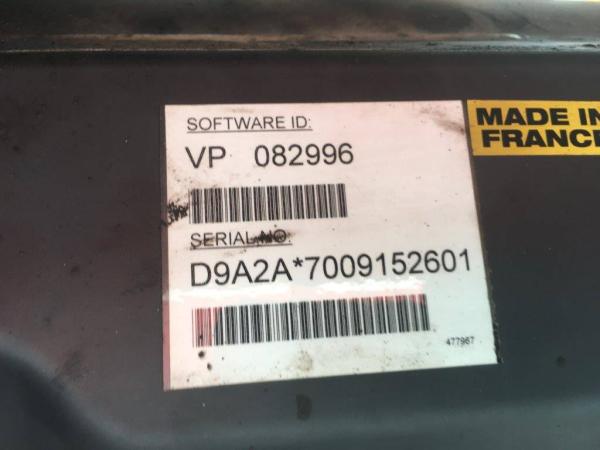 SOFTWARE ID:
VP 082996
SERIAL NO:
D9A2A*7009152601
477967
MADE IN
FRANCE